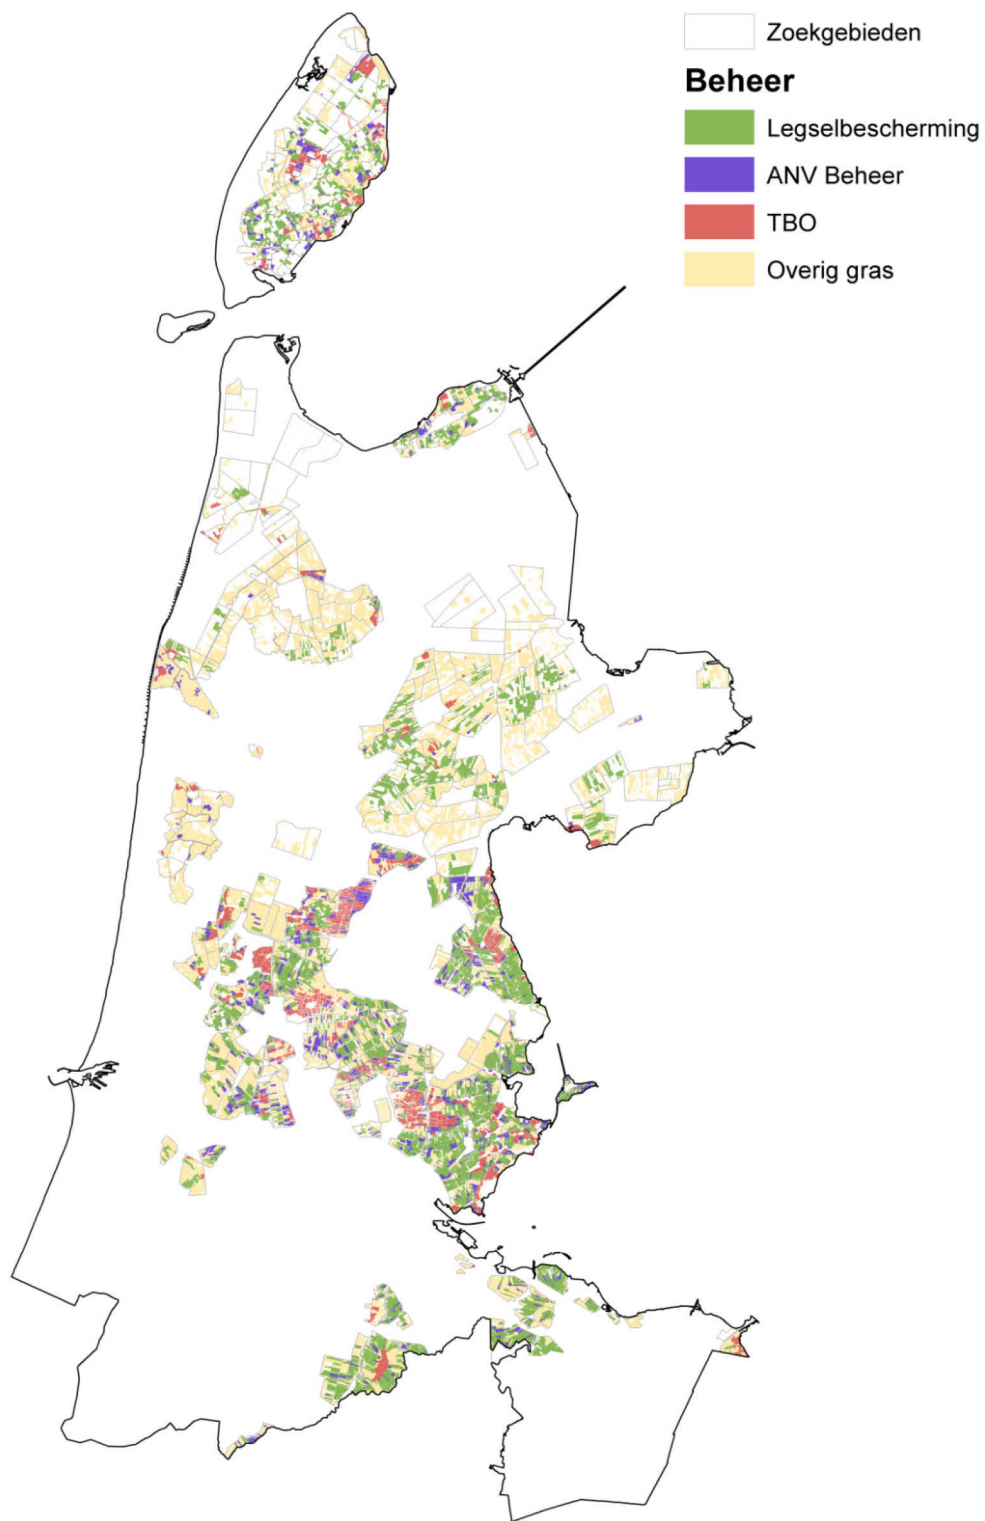 Zoekgebieden
Beheer
Legselbescherming
ANV Beheer
TBO
Overig gras